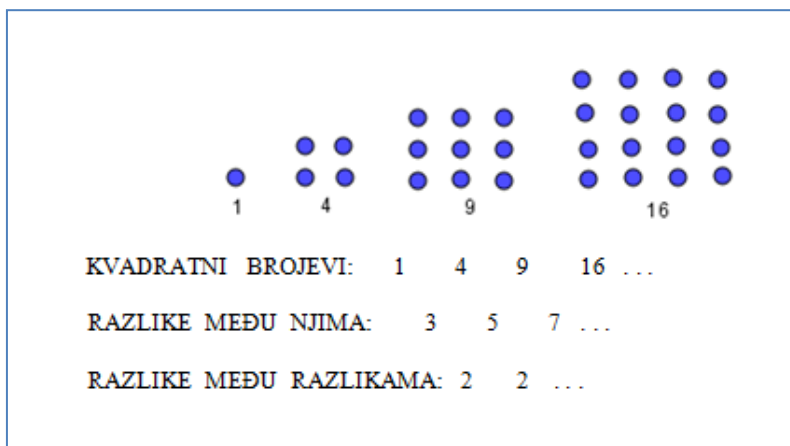 1 4 9 16
KVADRATNI BROJEVI: 1 4 9 16 . . .
RAZLIKE MEĐU NJIMA: 3 5 7 . . .
RAZLIKE MEĐU RAZLIKAMA: 2 2 . . .